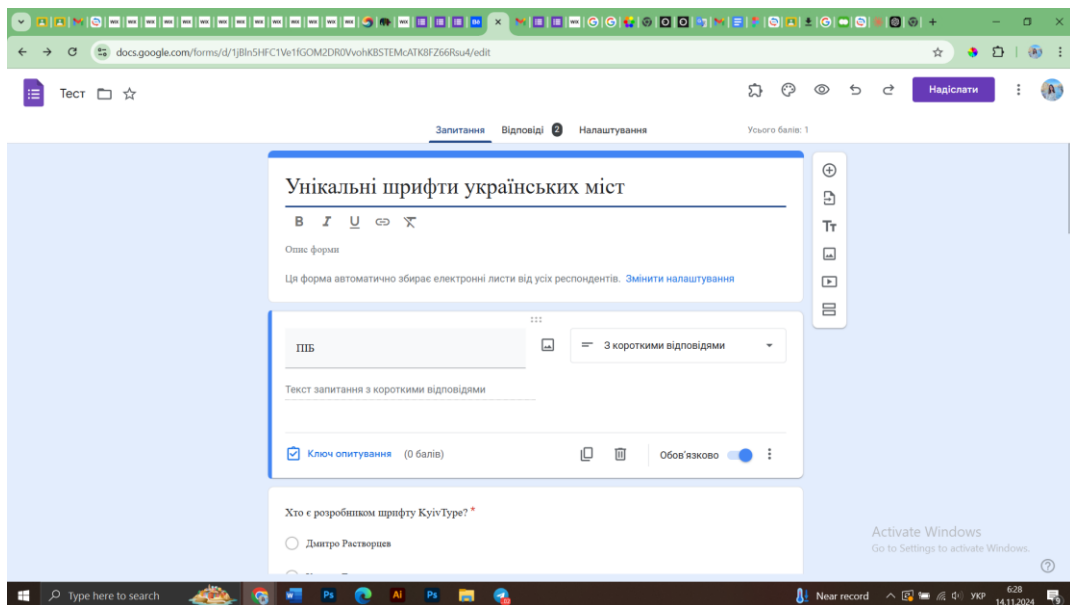 docs.google.com/forms/d/1jBln5HFC1Ve1fGOM2DR0VvohKBSTEMcATK8FZ66Rsu4/edit
Тест
Надіслати
Запитання Відповіді 2 Налаштування Усього балів: 1
Унікальні шрифти українських міст
B I U
Опис форми
Ця форма автоматично збирає електронні листи від усіх респондентів. Змінити налаштування
ПІБ
З короткими відповідями
Текст запитання з короткими відповідями
Ключ опитування (0 балів)
Обов'язково
Хто є розробником шрифту KyivType? *
Дмитро Растворцев
Activate Windows
Go to Settings to activate Windows.
Type here to search
Near record
УКР
6:28
14.11.2024